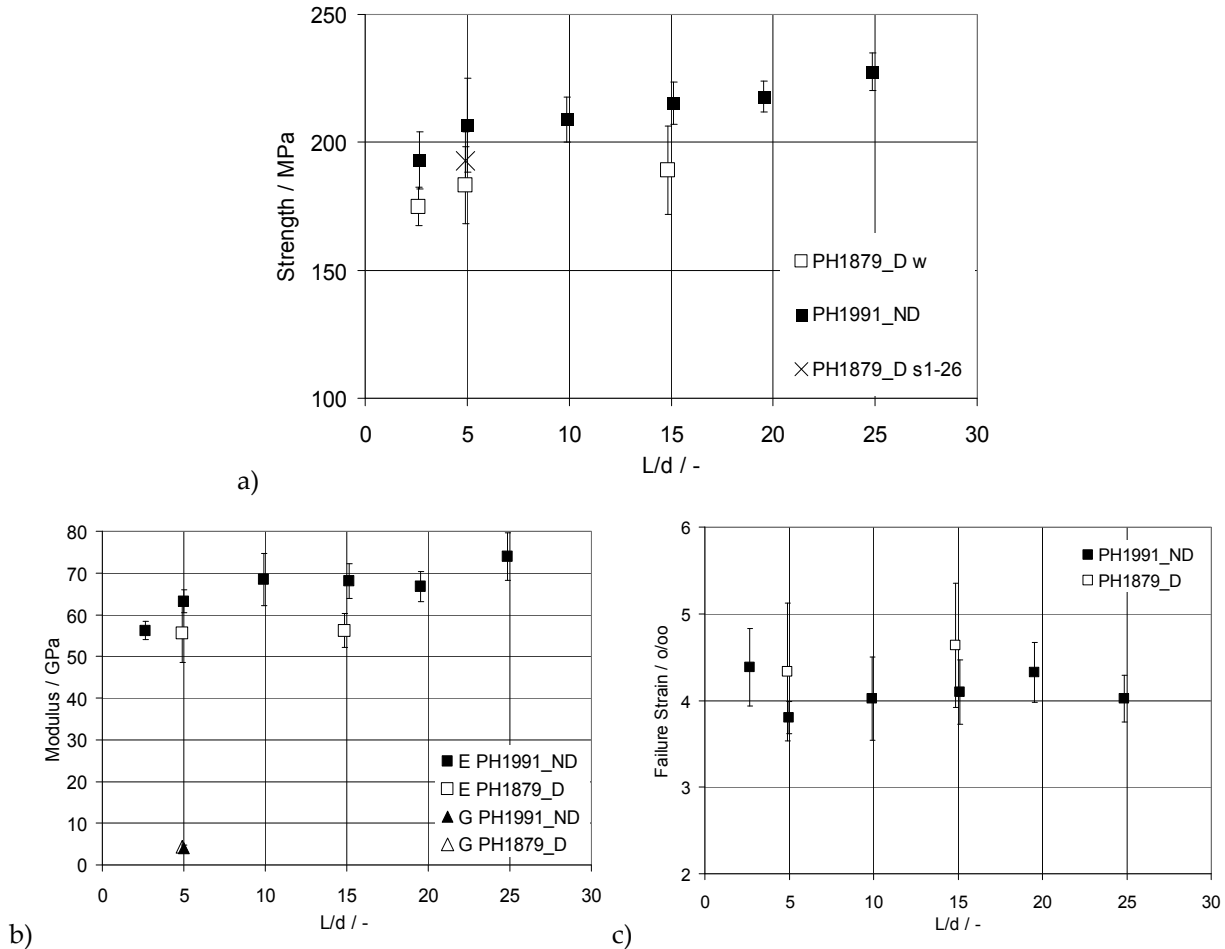 250
200
150
100
Strength / MPa
0 5 10 15 20 25 30
L/d / -
PH1879_D w
PH1991_ND
PH1879_D s1-26
a)
80
70
60
50
40
30
20
10
0
Modulus / GPa
0 5 10 15 20 25 30
L/d / -
E PH1991_ND
E PH1879_D
G PH1991_ND
G PH1879_D
b)
6
5
4
3
2
Failure Strain / o/oo
0 5 10 15 20 25 30
L/d / -
PH1991_ND
PH1879_D
c)